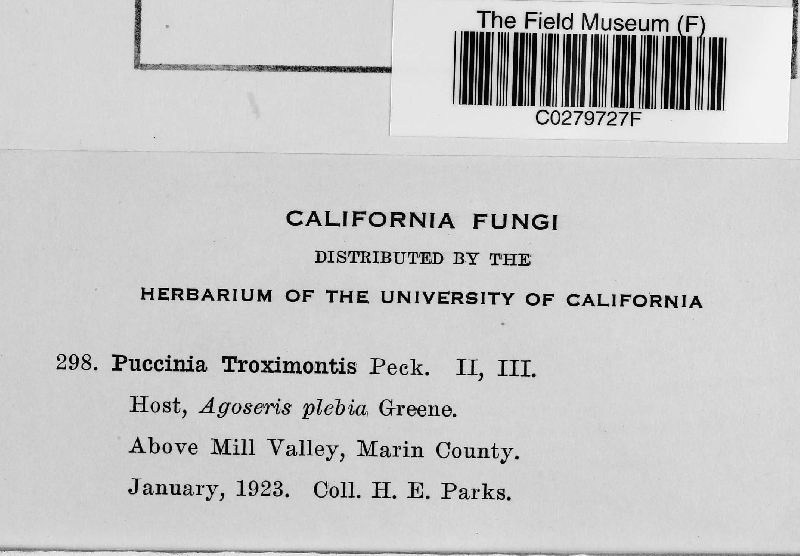 The Field Museum (F)
C0279727F
CALIFORNIA FUNGI
DISTRIBUTED BY THE
HERBARIUM OF THE UNIVERSITY OF CALIFORNIA
298. Puccinia Troximontis Peck. II, III.
Host, Agoseris plebia Greene.
Above Mill Valley, Marin County.
January, 1923. Coll. H. E. Parks.